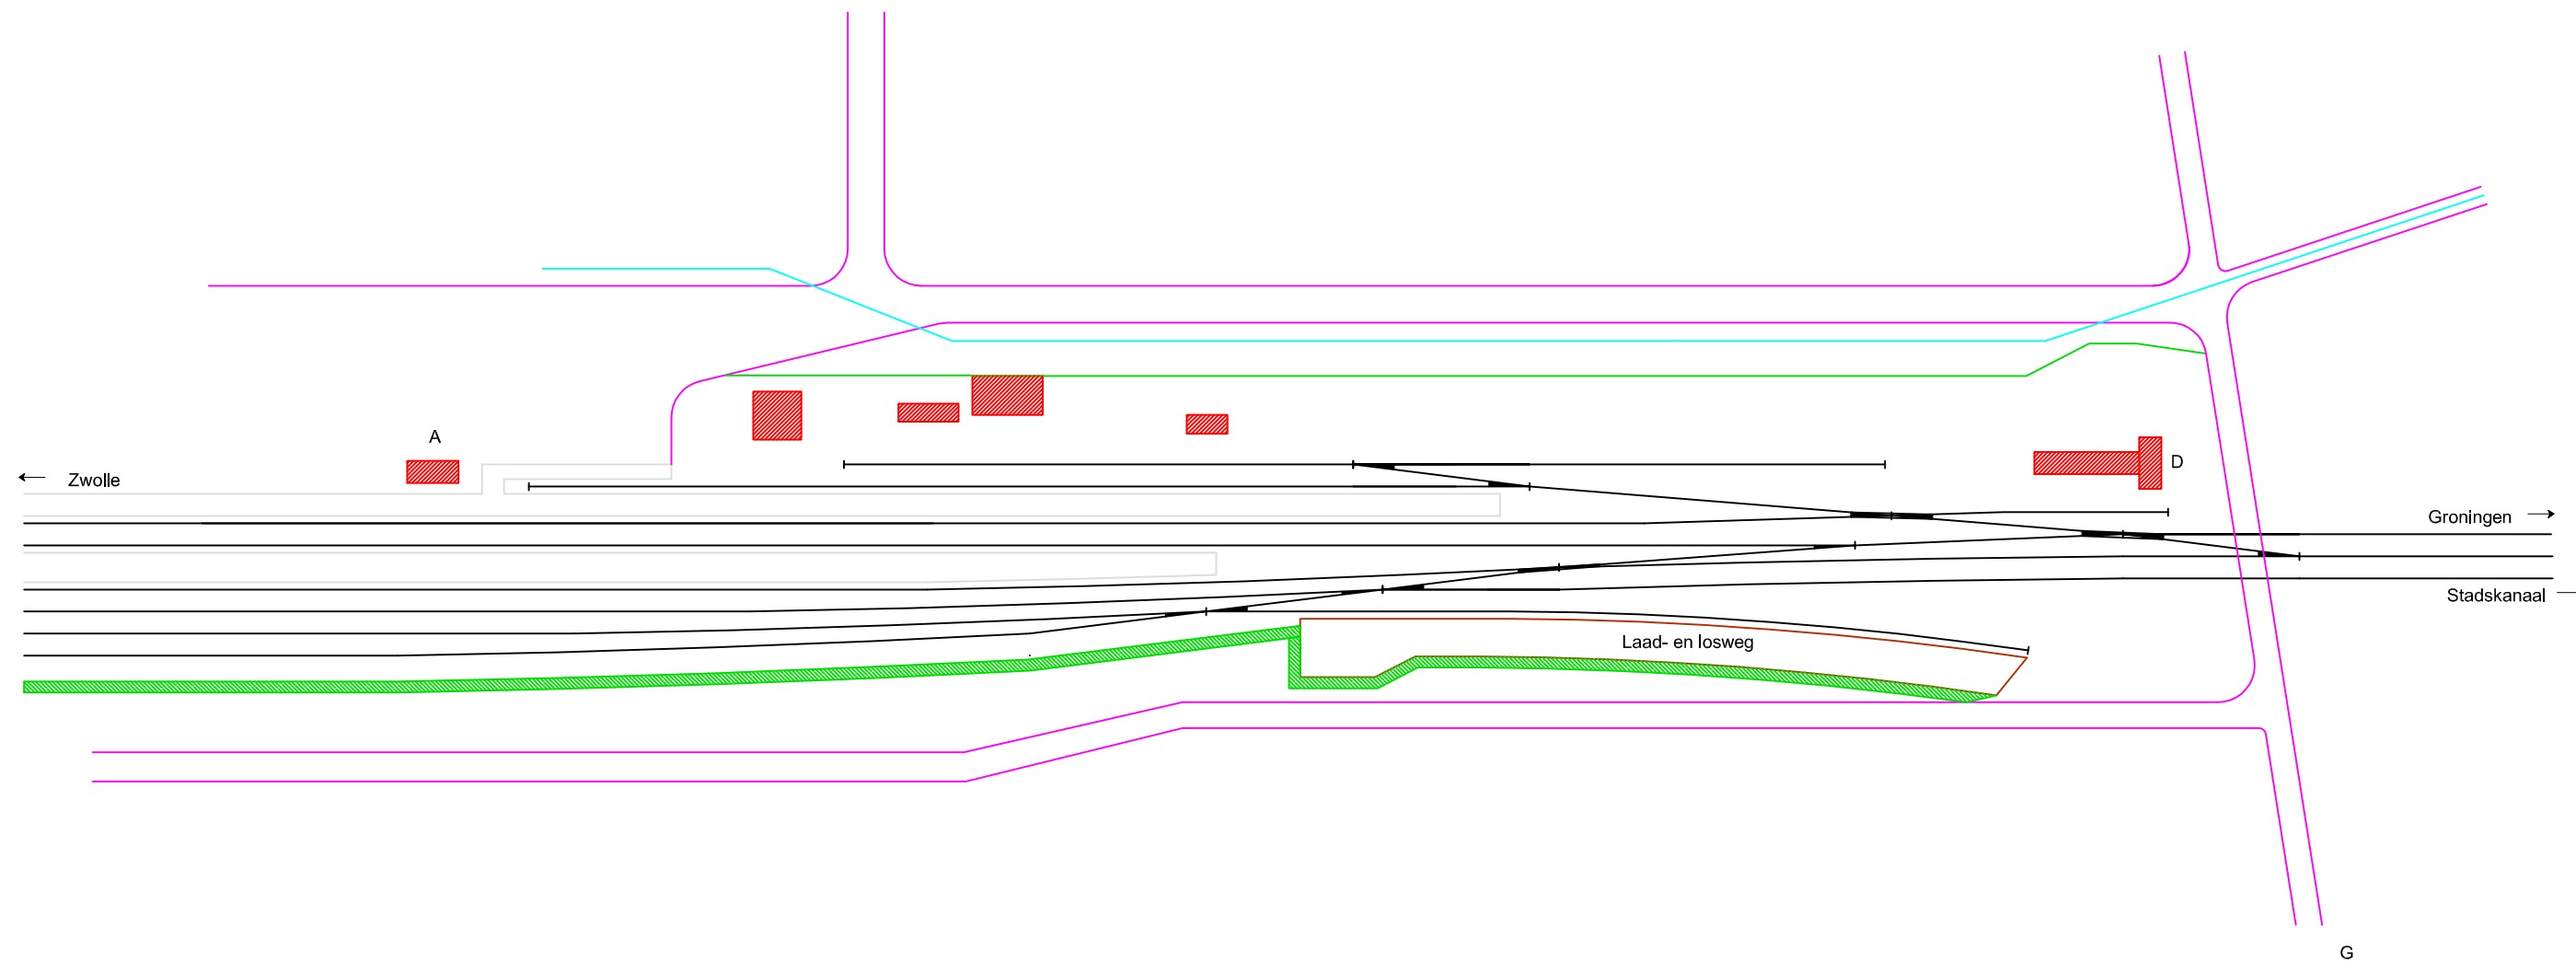 A
Zwolle
D
Groningen
Stadskanaal
Laad- en losweg
G